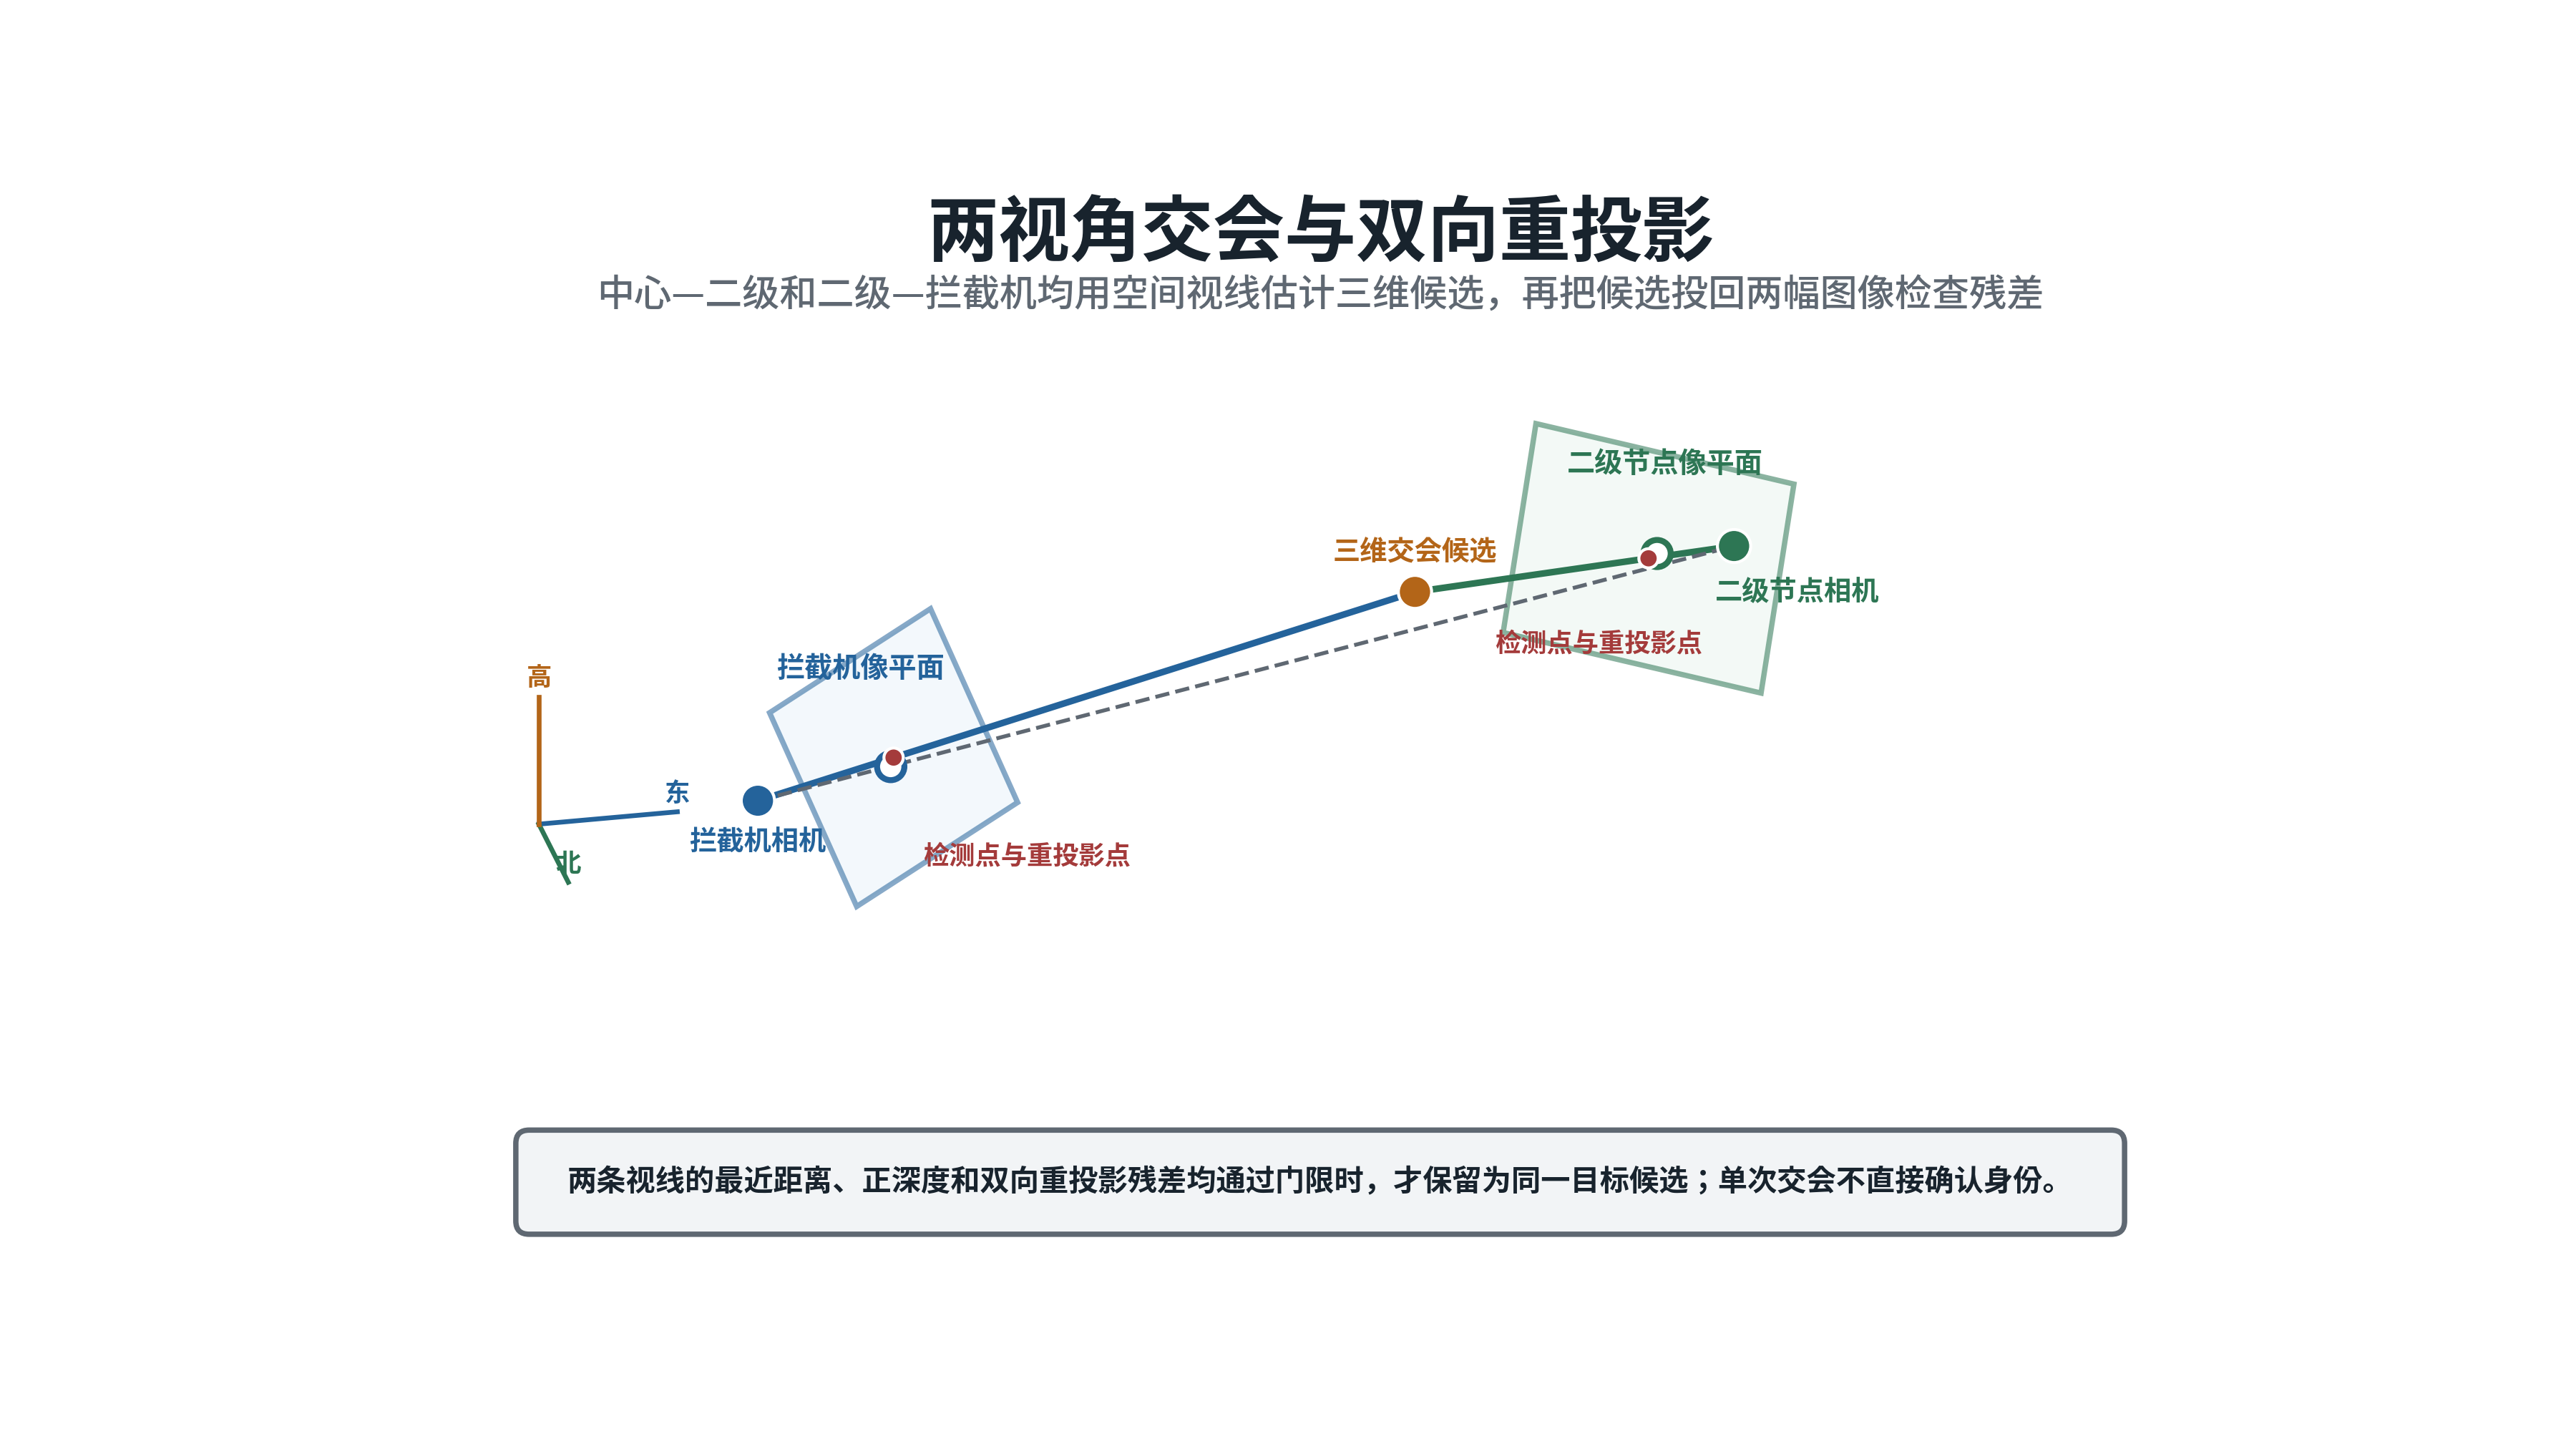 两视角交会与双向重投影
中心—二级和二级—拦截机均用空间视线估计三维候选，再把候选投回两幅图像检查残差
二级节点像平面
三维交会候选
二级节点相机
检测点与重投影点
拦截机像平面
高
东
拦截机相机
北
检测点与重投影点
两条视线的最近距离、正深度和双向重投影残差均通过门限时，才保留为同一目标候选；单次交会不直接确认身份。